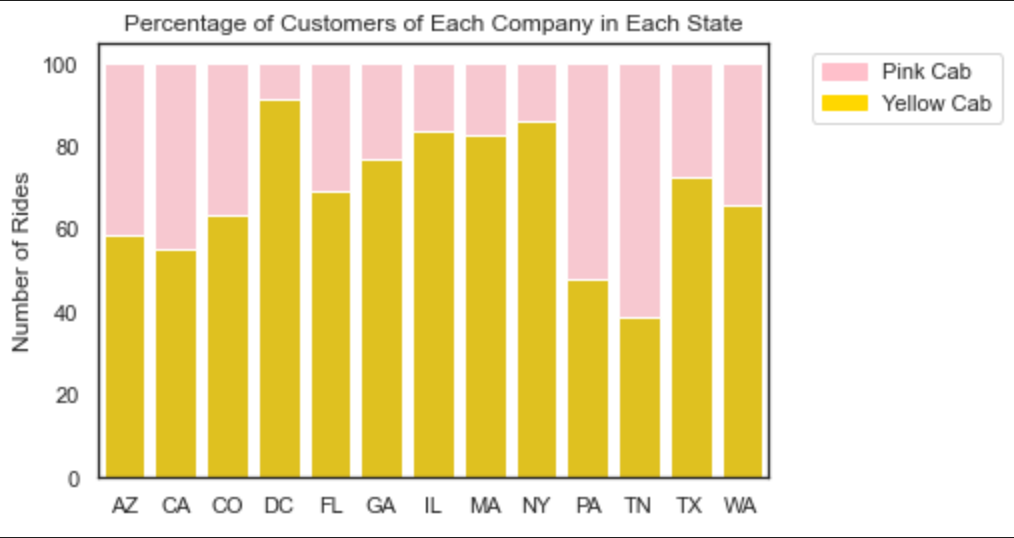 Percentage of Customers of Each Company in Each State
Pink Cab
Yellow Cab
Number of Rides
100
80
60
40
20
0
AZ CA CO DC FL GA IL MA NY PA TN TX WA